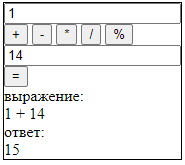 1
+ - * / %
14
=
выражение:
1 + 14
ответ:
15